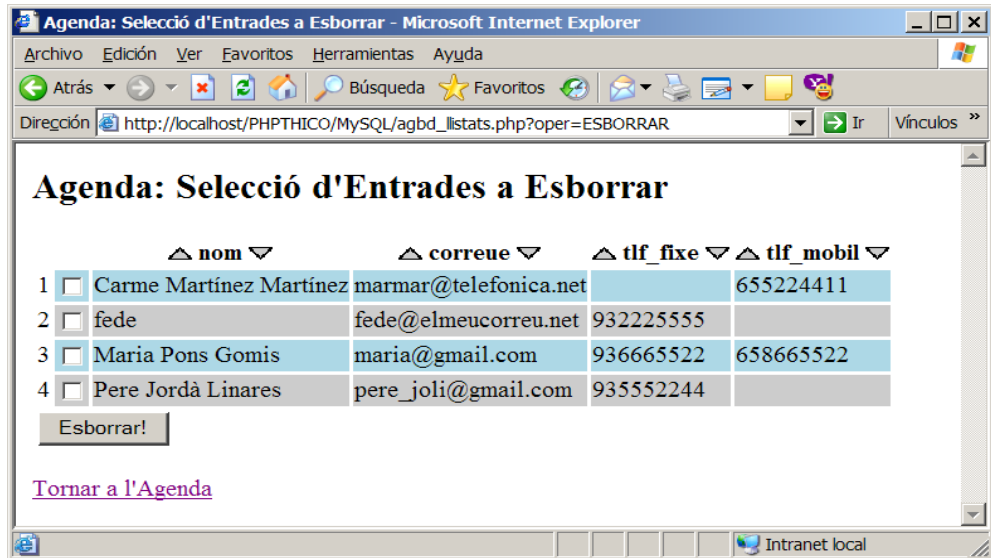 Agenda: Selecció d'Entrades a Esborrar - Microsoft Internet Explorer
Archivo Edición Ver Favoritos Herramientas Ayuda
Atrás Búsqueda Favoritos
Dirección http://localhost/PHPTHICO/MySQL/agbd_llistats.php?oper=ESBORRAR Ir Vínculos »
Agenda: Selecció d'Entrades a Esborrar
nom correue tlf_fixe tlf_mobil
1 Carme Martínez Martínez marmar@telefonica.net 655224411
2 fede fede@elmeucorreu.net 932225555
3 Maria Pons Gomis maria@gmail.com 936665522 658665522
4 Pere Jordà Linares pere_joli@gmail.com 935552244
Esborrar!
Tornar a l'Agenda
Intranet local